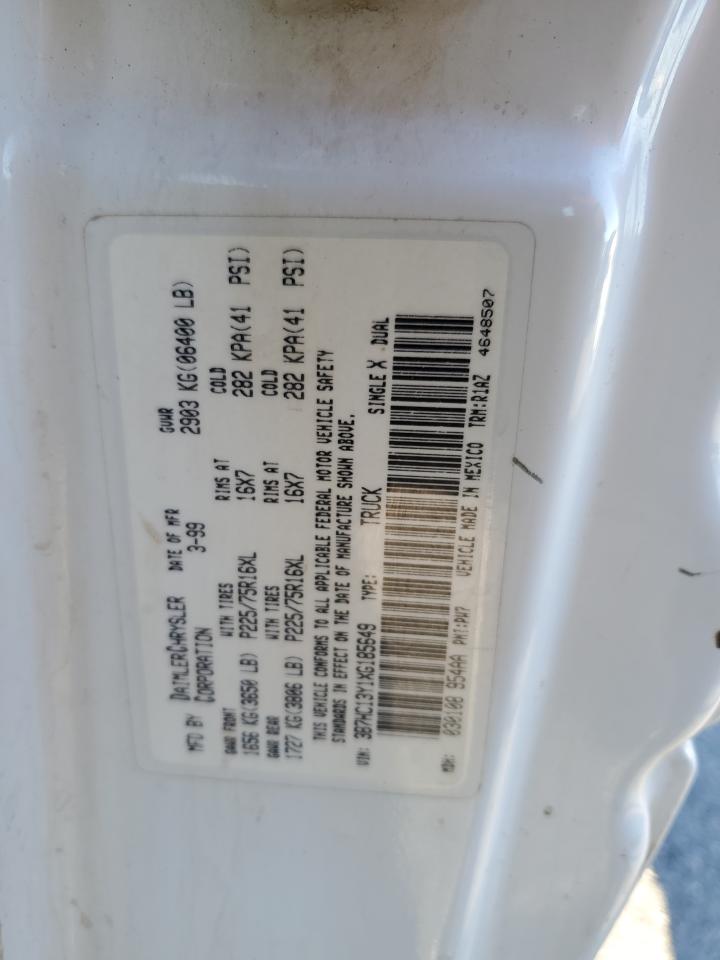 MFD BY DAIMLERCHRYSLER CORPORATION DATE OF MFR 3-99 GVWR 2903 KG(06400 LB)
GAWR FRONT WITH TIRES RIMS AT COLD
1656 KG(3650 LB) P225/75R16XL 16X7 282 KPA(41 PSI)
GAWR REAR WITH TIRES RIMS AT COLD
1727 KG(3806 LB) P225/75R16XL 16X7 282 KPA(41 PSI)
THIS VEHICLE CONFORMS TO ALL APPLICABLE FEDERAL MOTOR VEHICLE SAFETY
STANDARDS IN EFFECT ON THE DATE OF MANUFACTURE SHOWN ABOVE.
VIN: 3B7HC13Y1XG185649 TYPE: TRUCK SINGLE X DUAL
MDH: 030108 954AA PNT:PW7 VEHICLE MADE IN MEXICO TRM:R1AZ 4648507